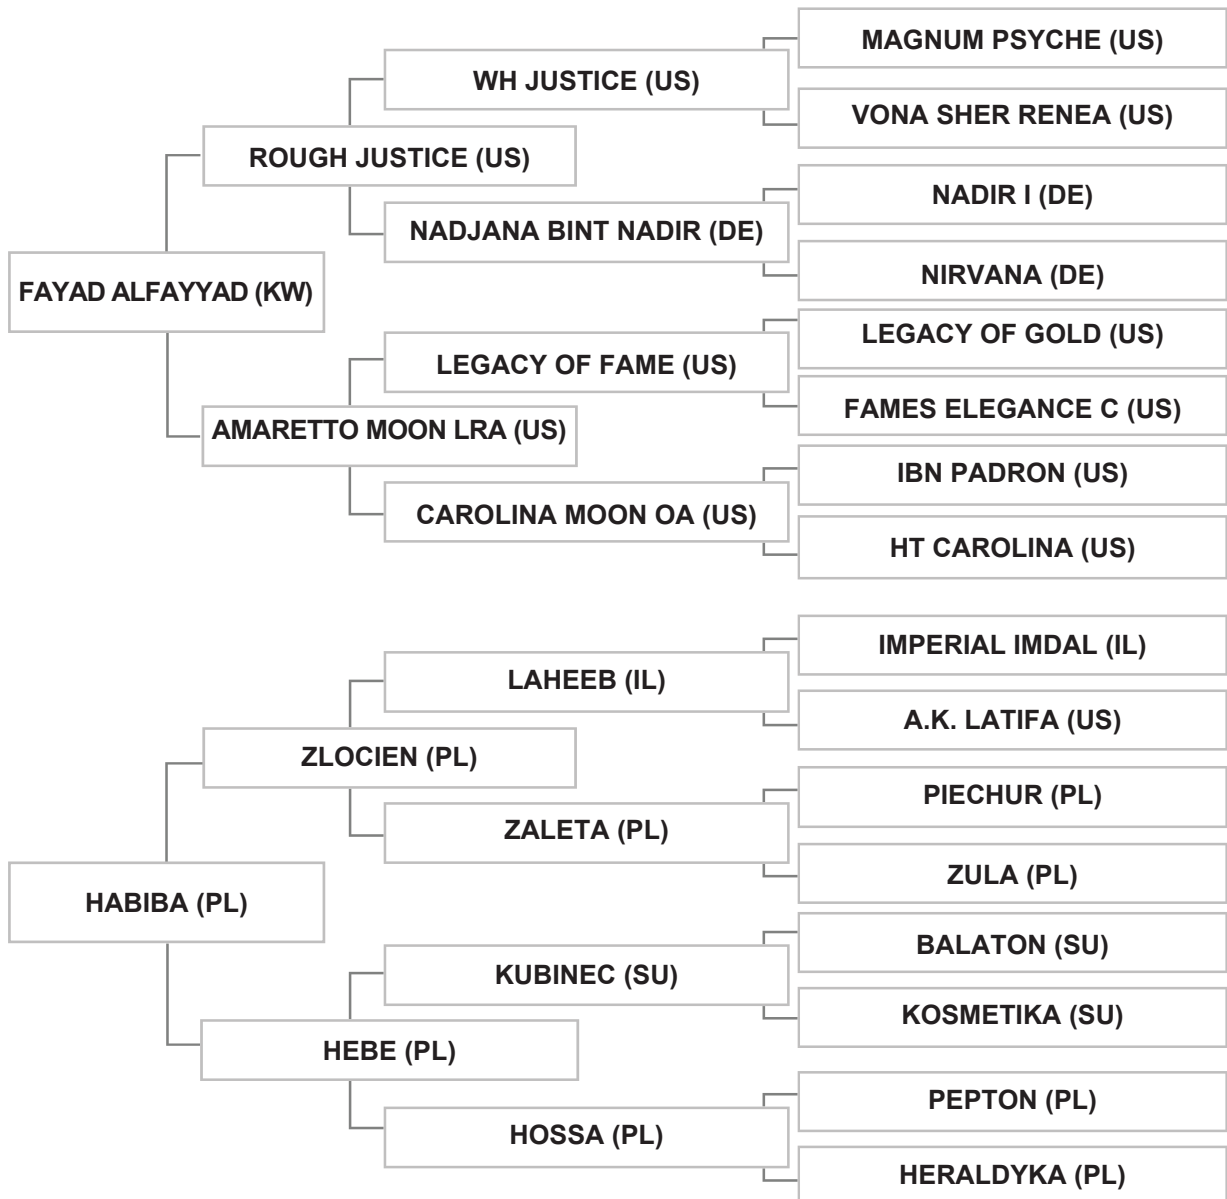 MAGNUM PSYCHE (US)
WH JUSTICE (US)
VONA SHER RENEA (US)
ROUGH JUSTICE (US)
NADIR I (DE)
NADJANA BINT NADIR (DE)
NIRVANA (DE)
FAYAD ALFAYYAD (KW)
LEGACY OF GOLD (US)
LEGACY OF FAME (US)
FAMES ELEGANCE C (US)
AMARETTO MOON LRA (US)
IBN PADRON (US)
CAROLINA MOON OA (US)
HT CAROLINA (US)
IMPERIAL IMDAL (IL)
LAHEEB (IL)
A.K. LATIFA (US)
ZLOCIEN (PL)
PIECHUR (PL)
ZALETA (PL)
ZULA (PL)
HABIBA (PL)
BALATON (SU)
KUBINEC (SU)
KOSMETIKA (SU)
HEBE (PL)
PEPTON (PL)
HOSSA (PL)
HERALDYKA (PL)